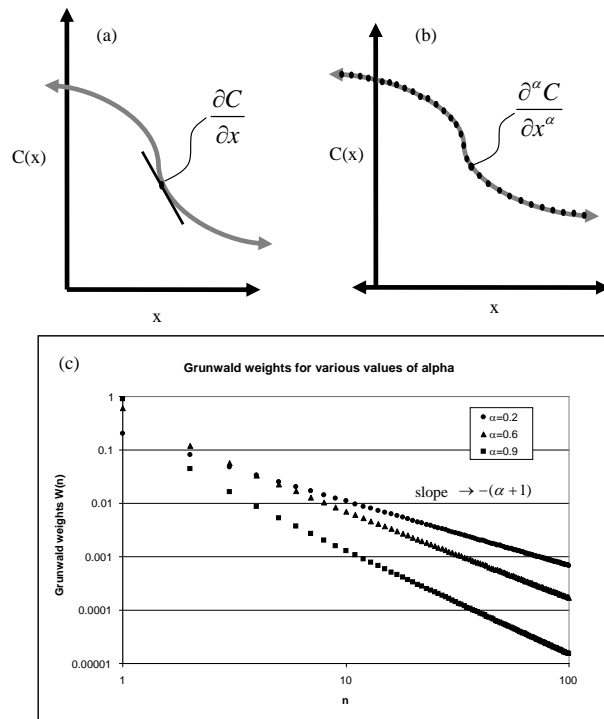 (a)
C(x)
∂C
∂x
x
(b)
C(x)
∂^αC
∂x^α
x
(c)
Grunwald weights for various values of alpha
Grunwald weights W(n)
1
0.1
0.01
0.001
0.0001
0.00001
α=0.2
α=0.6
α=0.9
slope → −(α+1)
1
10
100
n